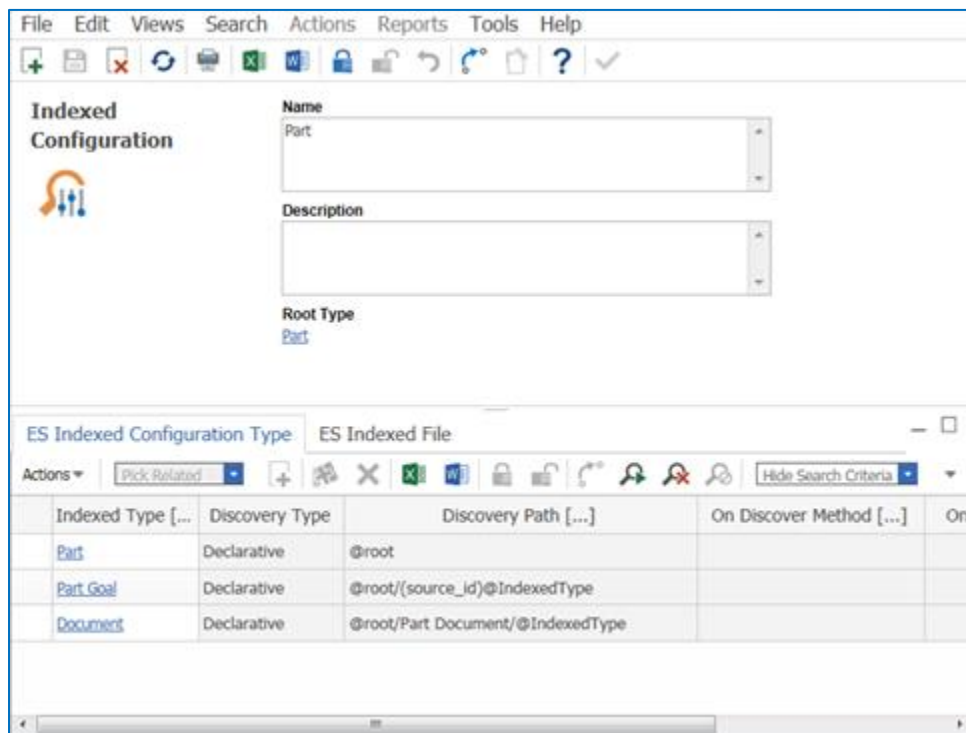 File Edit Views Search Actions Reports Tools Help
Indexed
Configuration
Name
Part
Description
Root Type
Part
ES Indexed Configuration Type ES Indexed File
Actions Pick Related Hide Search Criteria
Indexed Type [... Discovery Type Discovery Path [...] On Discover Method [...] On
Part Declarative @root
Part Goal Declarative @root/(source_id)@IndexedType
Document Declarative @root/Part Document/@IndexedType